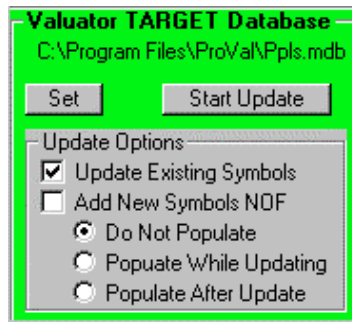 Valuator TARGET Database
C:\Program Files\ProVal\Ppls.mdb
Set Start Update
Update Options
Update Existing Symbols
Add New Symbols NOF
Do Not Populate
Popuate While Updating
Populate After Update